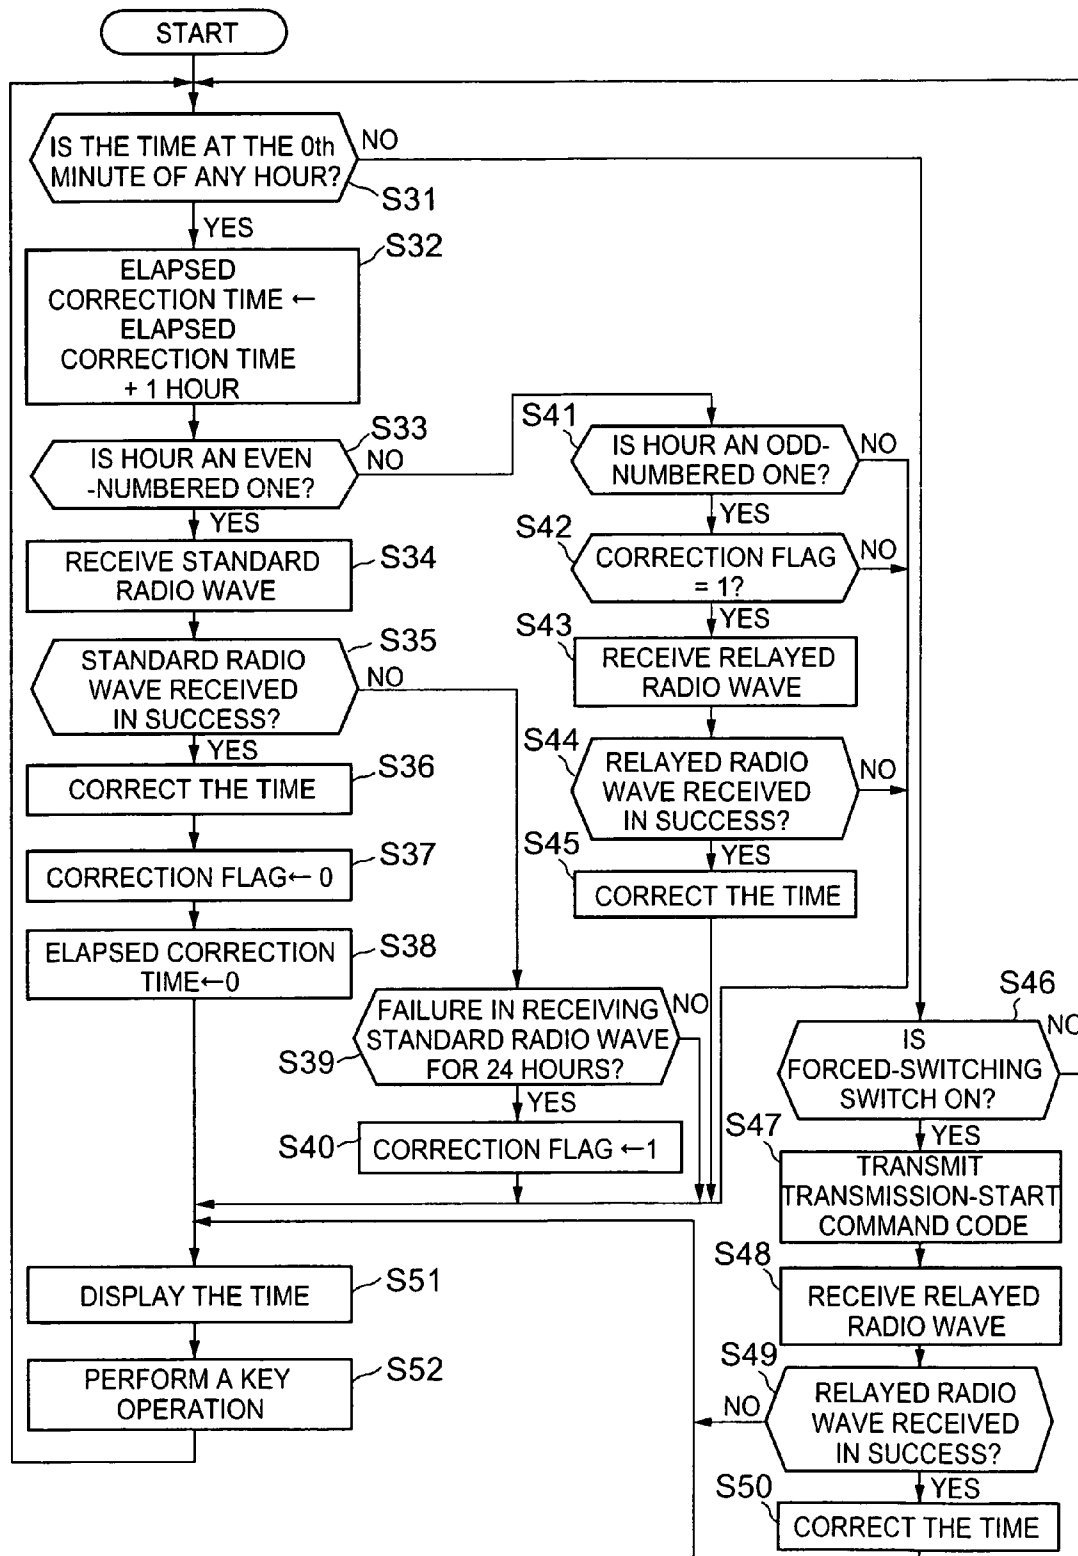 START
IS THE TIME AT THE 0th
MINUTE OF ANY HOUR?
NO
S31
YES
S32
ELAPSED
CORRECTION TIME ←
ELAPSED
CORRECTION TIME
+ 1 HOUR
S33
IS HOUR AN EVEN
-NUMBERED ONE?
NO
YES
S34
RECEIVE STANDARD
RADIO WAVE
S35
STANDARD RADIO
WAVE RECEIVED
IN SUCCESS?
NO
YES
S36
CORRECT THE TIME
S37
CORRECTION FLAG← 0
S38
ELAPSED CORRECTION
TIME←0
S39
FAILURE IN RECEIVING
STANDARD RADIO WAVE
FOR 24 HOURS?
NO
YES
S40
CORRECTION FLAG ←1
S41
IS HOUR AN ODD-
NUMBERED ONE?
NO
YES
S42
CORRECTION FLAG
= 1?
NO
YES
S43
RECEIVE RELAYED
RADIO WAVE
S44
RELAYED RADIO
WAVE RECEIVED
IN SUCCESS?
NO
YES
S45
CORRECT THE TIME
S46
IS
FORCED-SWITCHING
SWITCH ON?
NO
YES
S47
TRANSMIT
TRANSMISSION-START
COMMAND CODE
S48
RECEIVE RELAYED
RADIO WAVE
S49
RELAYED RADIO
WAVE RECEIVED
IN SUCCESS?
NO
YES
S50
CORRECT THE TIME
S51
DISPLAY THE TIME
S52
PERFORM A KEY
OPERATION